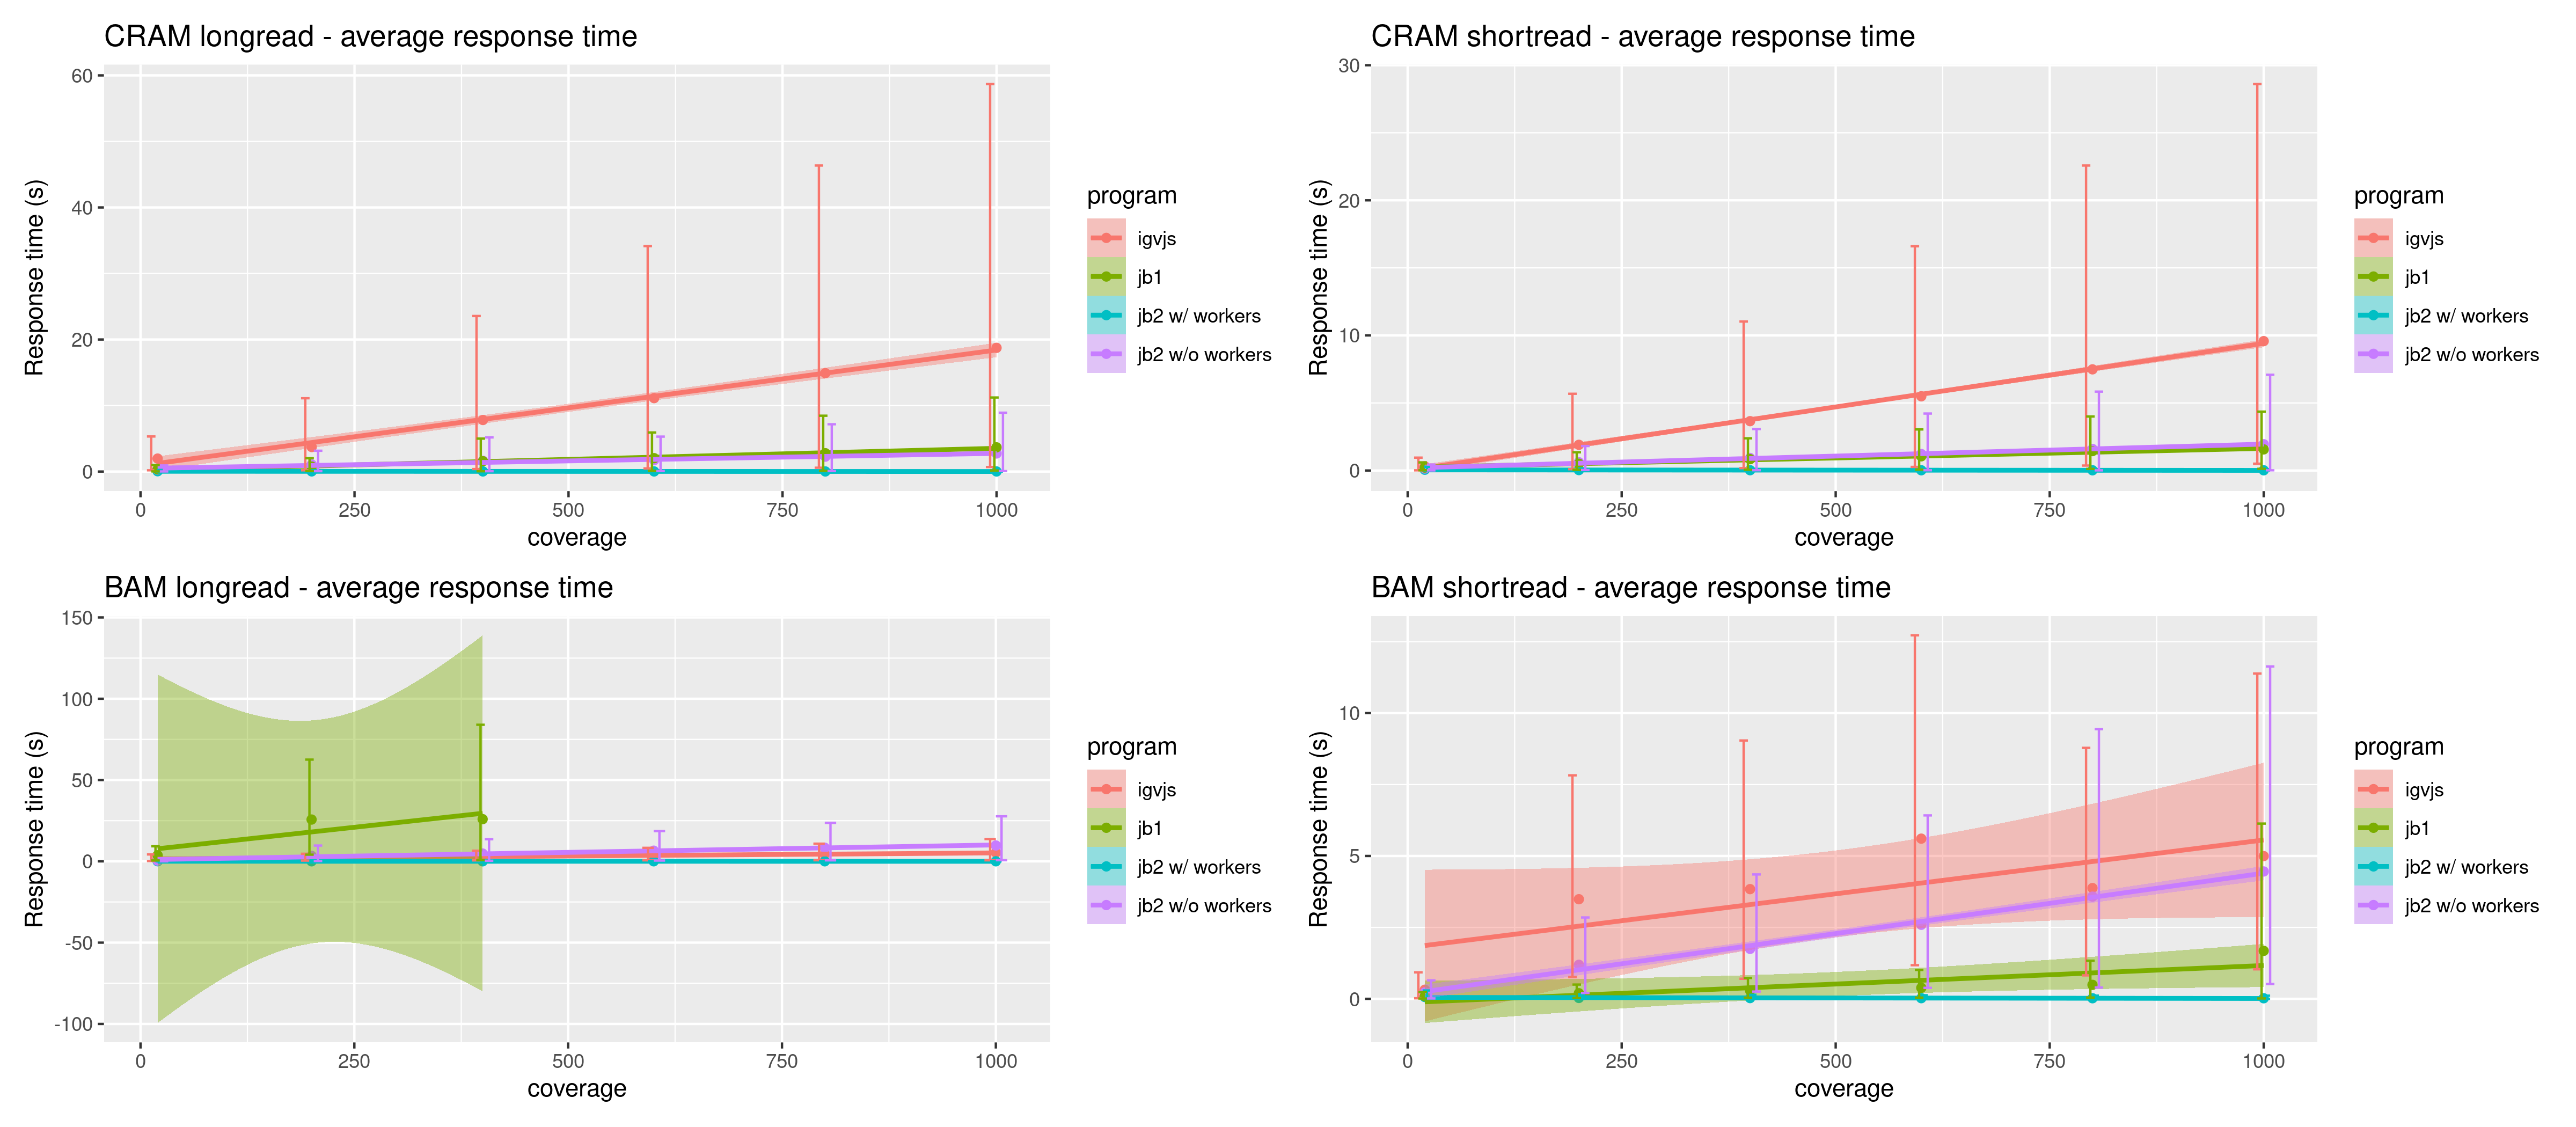 CRAM longread - average response time
Response time (s)
60
40
20
0
0 250 500 750 1000
coverage
program
igvjs
jb1
jb2 w/ workers
jb2 w/o workers
CRAM shortread - average response time
Response time (s)
30
20
10
0
0 250 500 750 1000
coverage
program
igvjs
jb1
jb2 w/ workers
jb2 w/o workers
BAM longread - average response time
Response time (s)
150
100
50
0
-50
-100
0 250 500 750 1000
coverage
program
igvjs
jb1
jb2 w/ workers
jb2 w/o workers
BAM shortread - average response time
Response time (s)
10
5
0
0 250 500 750 1000
coverage
program
igvjs
jb1
jb2 w/ workers
jb2 w/o workers